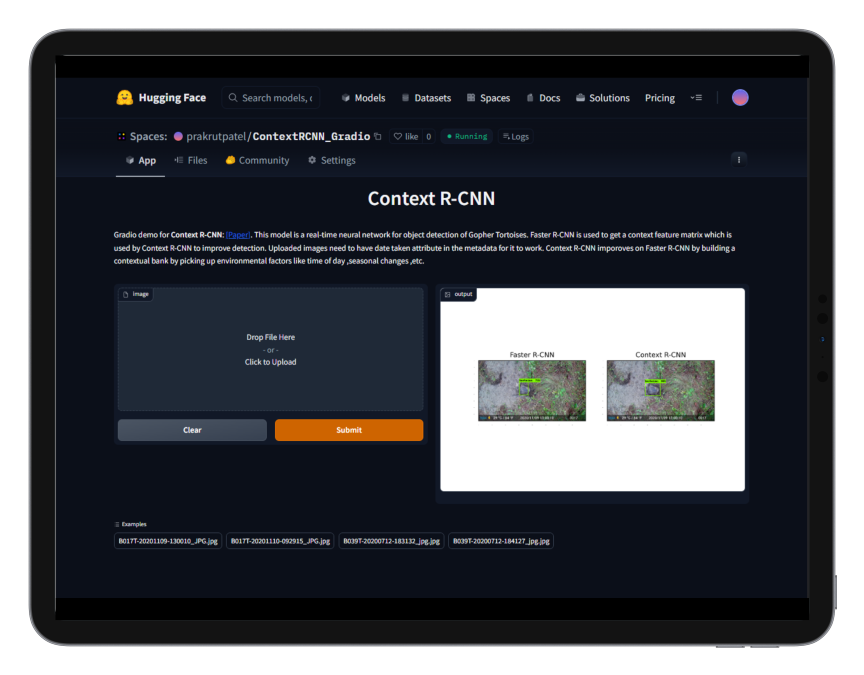 Hugging Face
Search models, c
Models
Datasets
Spaces
Docs
Solutions
Pricing
Spaces: prakrutpatel/ContextRCNN_Gradio
like 0
Running
Logs
App
Files
Community
Settings
Context R-CNN
Gradio demo for Context R-CNN: [Paper]. This model is a real-time neural network for object detection of Gopher Tortoises. Faster R-CNN is used to get a context feature matrix which is
used by Context R-CNN to improve detection. Uploaded images need to have date taken attribute in the metadata for it to work. Context R-CNN imporoves on Faster R-CNN by building a
contextual bank by picking up environmental factors like time of day ,seasonal changes ,etc.
Image
Drop File Here
- or -
Click to Upload
Clear
Submit
output
Faster R-CNN
Context R-CNN
Examples
B017T-20201109-130010_JPG.jpg
B017T-20201110-092915_JPG.jpg
B039T-20200712-183132_jpg.jpg
B039T-20200712-184127_jpg.jpg